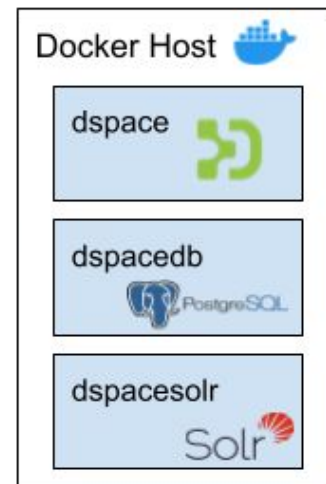 Docker Host
dspace
dspacedb
PostgreSQL
dspacesolr
Solr